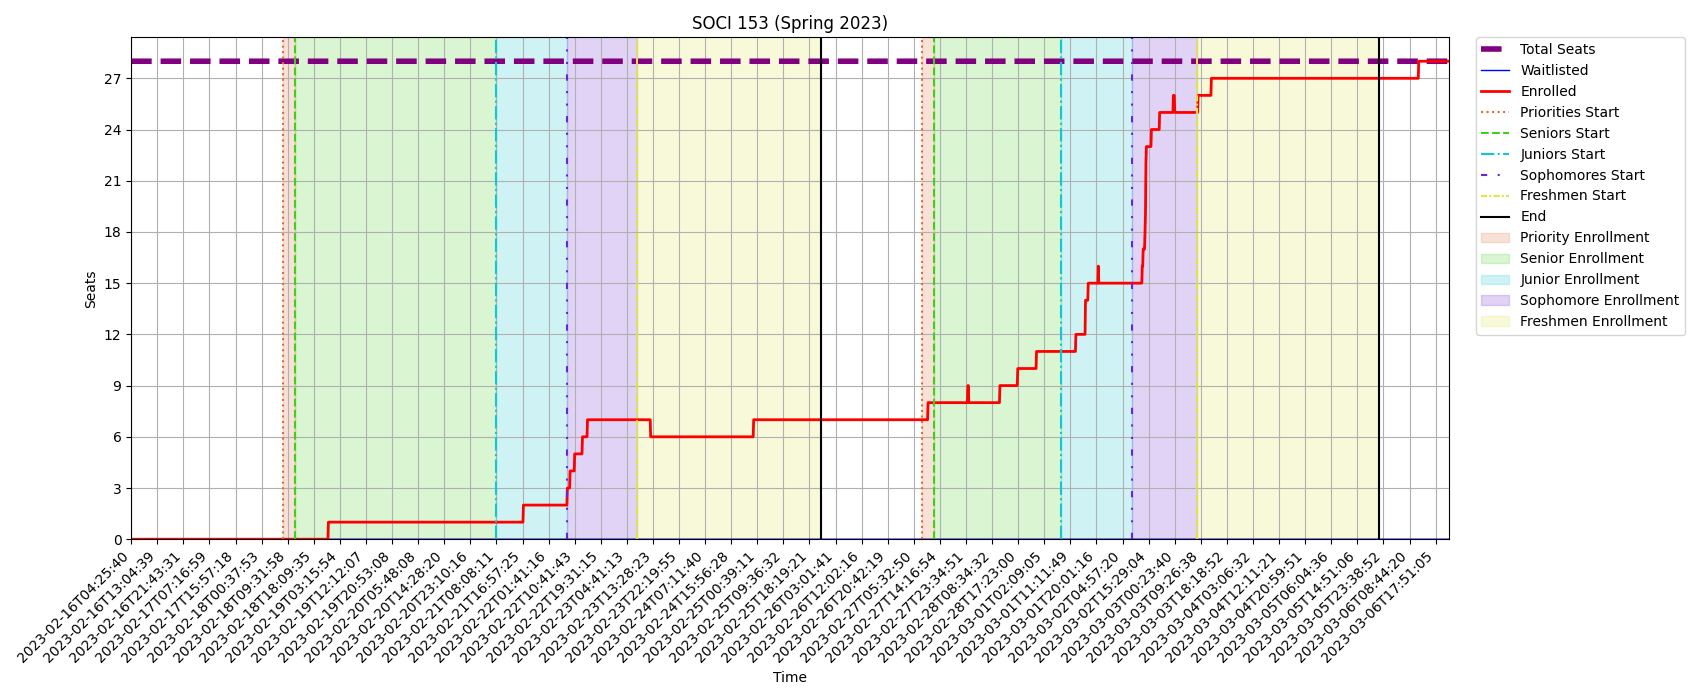 SOCI 153 (Spring 2023)
Seats
27
24
21
18
15
12
9
6
3
0
2023-02-16T04:25:40
2023-02-16T13:04:39
2023-02-16T21:43:31
2023-02-17T07:16:59
2023-02-17T15:57:18
2023-02-18T00:37:53
2023-02-18T09:31:58
2023-02-18T18:09:35
2023-02-19T03:15:54
2023-02-19T12:12:07
2023-02-19T20:53:08
2023-02-20T05:48:08
2023-02-20T14:28:20
2023-02-20T23:10:16
2023-02-21T08:08:11
2023-02-21T16:57:25
2023-02-22T01:41:16
2023-02-22T10:41:43
2023-02-22T19:31:15
2023-02-23T04:41:13
2023-02-23T13:28:23
2023-02-23T22:19:55
2023-02-24T07:11:40
2023-02-24T15:56:28
2023-02-25T00:39:11
2023-02-25T09:36:32
2023-02-25T18:19:21
2023-02-26T03:01:41
2023-02-26T12:02:16
2023-02-26T20:42:19
2023-02-27T05:32:50
2023-02-27T14:16:54
2023-02-27T23:34:51
2023-02-28T08:34:32
2023-02-28T17:23:00
2023-03-01T02:09:05
2023-03-01T11:11:49
2023-03-01T20:01:16
2023-03-02T04:57:20
2023-03-02T15:29:04
2023-03-03T00:23:40
2023-03-03T09:26:38
2023-03-03T18:18:52
2023-03-04T03:06:32
2023-03-04T12:11:21
2023-03-04T20:59:51
2023-03-05T06:04:36
2023-03-05T14:51:06
2023-03-05T23:38:52
2023-03-06T08:44:20
2023-03-06T17:51:05
Time
Total Seats
Waitlisted
Enrolled
Priorities Start
Seniors Start
Juniors Start
Sophomores Start
Freshmen Start
End
Priority Enrollment
Senior Enrollment
Junior Enrollment
Sophomore Enrollment
Freshmen Enrollment